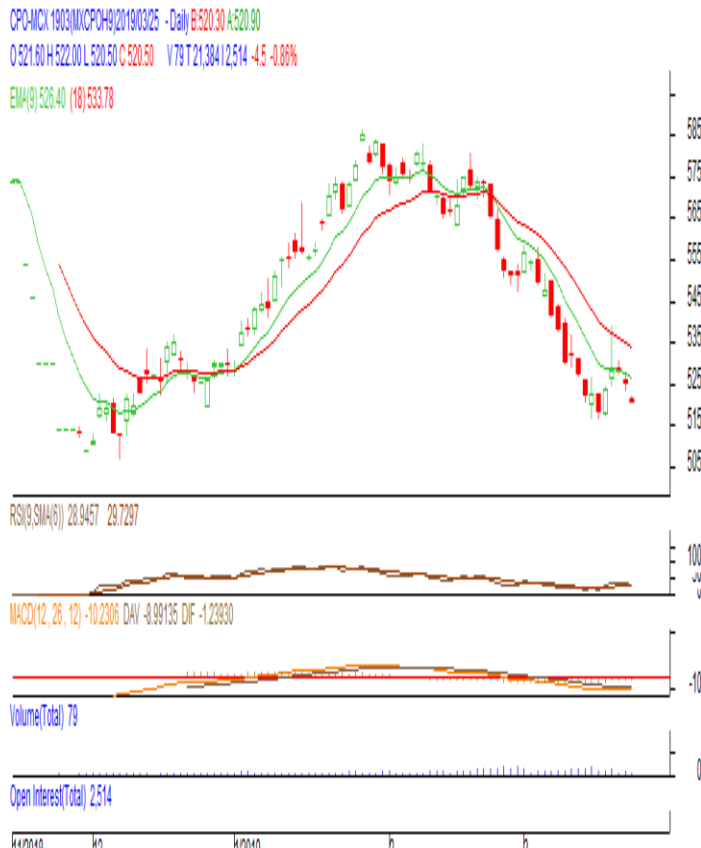 CPO-MCX 1903(MXCPOH9)2019/03/25 - Daily B:520.30 A:520.90
O 521.60 H 522.00 L 520.50 C 520.50 V 79 T 21,384 I 2,514 -4.5 -0.86%
EMA(9) 526.40 (18) 533.78
585
575
565
555
545
535
525
515
505
RSI(9,SMA(6)) 28.9457 29.7297
100
0
MACD(12 , 26 , 12) -10.2306 DAV -8.99135 DIF -1.23930
-10
Volume(Total) 79
0
Open Interest(Total) 2,514